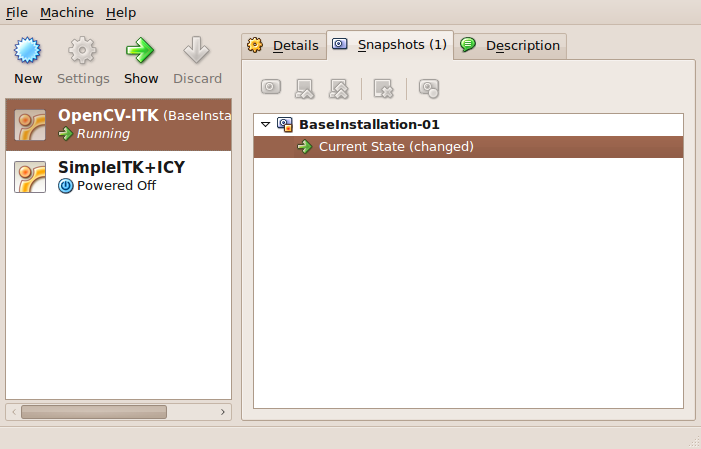 File Machine Help
New Settings Show Discard
Details Snapshots (1) Description
OpenCV-ITK (BaseInsta
Running
SimpleITK+ICY
Powered Off
BaseInstallation-01
Current State (changed)